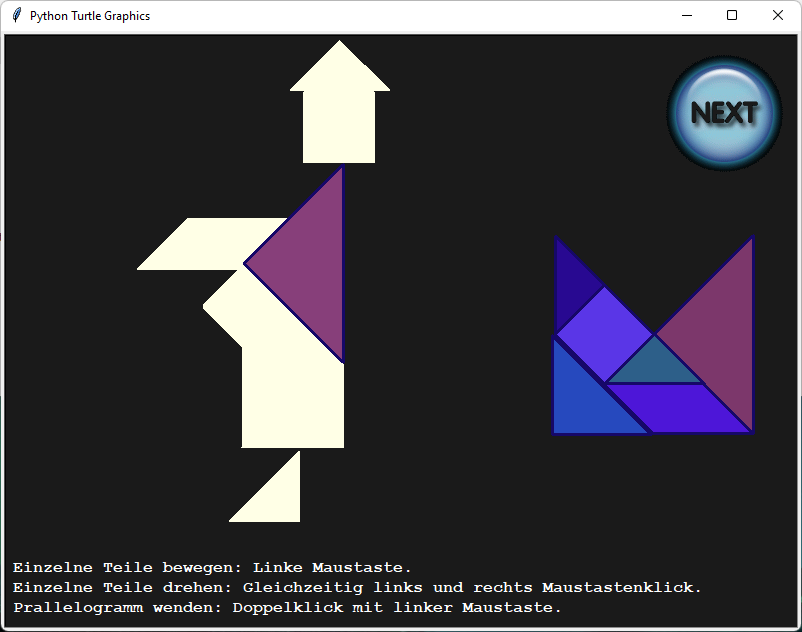 Python Turtle Graphics
NEXT
Einzelne Teile bewegen: Linke Maustaste.
Einzelne Teile drehen: Gleichzeitig links und rechts Maustastenklick.
Prallelogramm wenden: Doppelklick mit linker Maustaste.